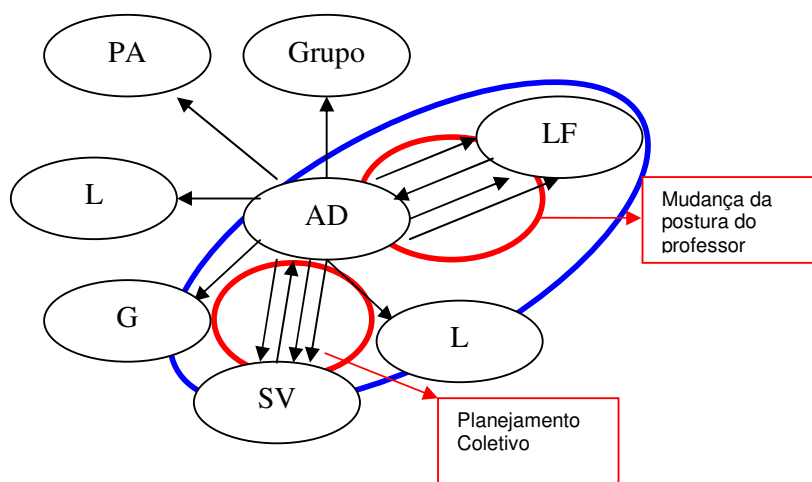 PA
Grupo
LF
L
AD
Mudança da
postura do
professor
G
L
SV
Planejamento
Coletivo